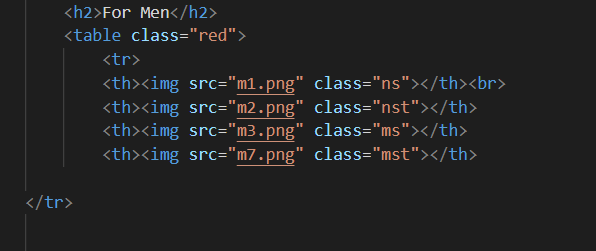 <h2>For Men</h2>
<table class="red">
<tr>
<th><img src="m1.png" class="ns"></th><br>
<th><img src="m2.png" class="nst"></th>
<th><img src="m3.png" class="ms"></th>
<th><img src="m7.png" class="mst"></th>
</tr>